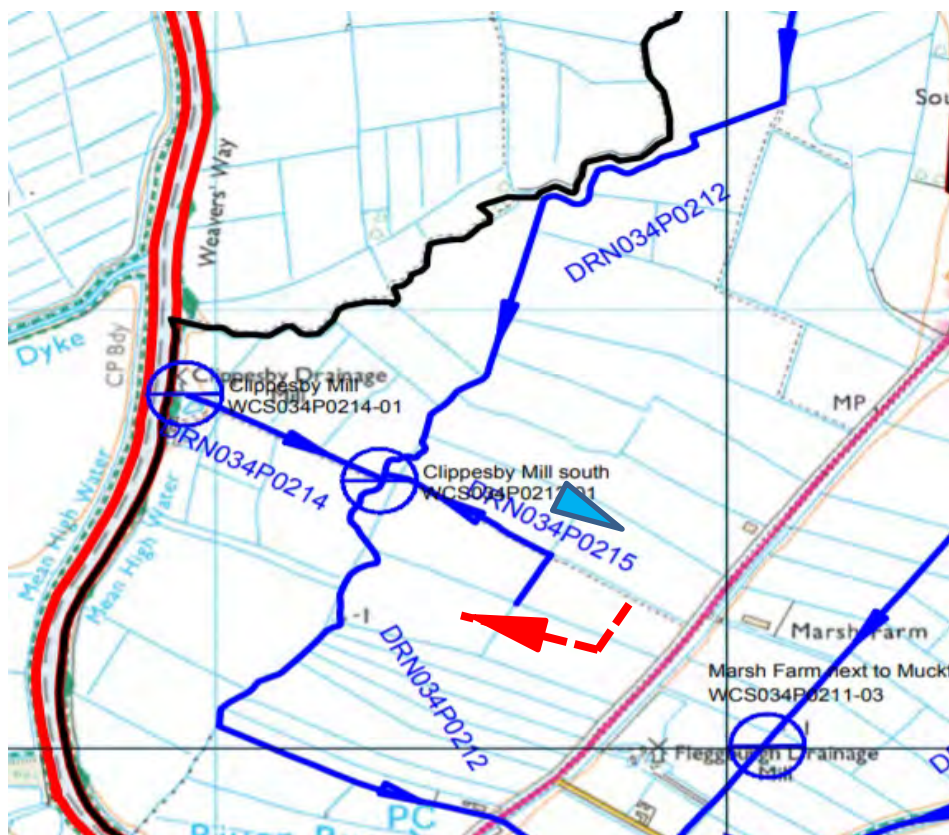 Sou
DRN034P0212
Weavers' Way
Dyke
CP Bdy
Clippesby Drainage
Mill
Clippesby Mill
WCS034P0214-01
MP
DRN034P0214
Clippesby Mill south
DRN034P0215
Mean High Water
Mean High Water
-1
DRN034P0212
Marsh Farm
Marsh Farm next to Muckf
WCS034P0211-03
Fleggburgh Drainage
Mill
PC